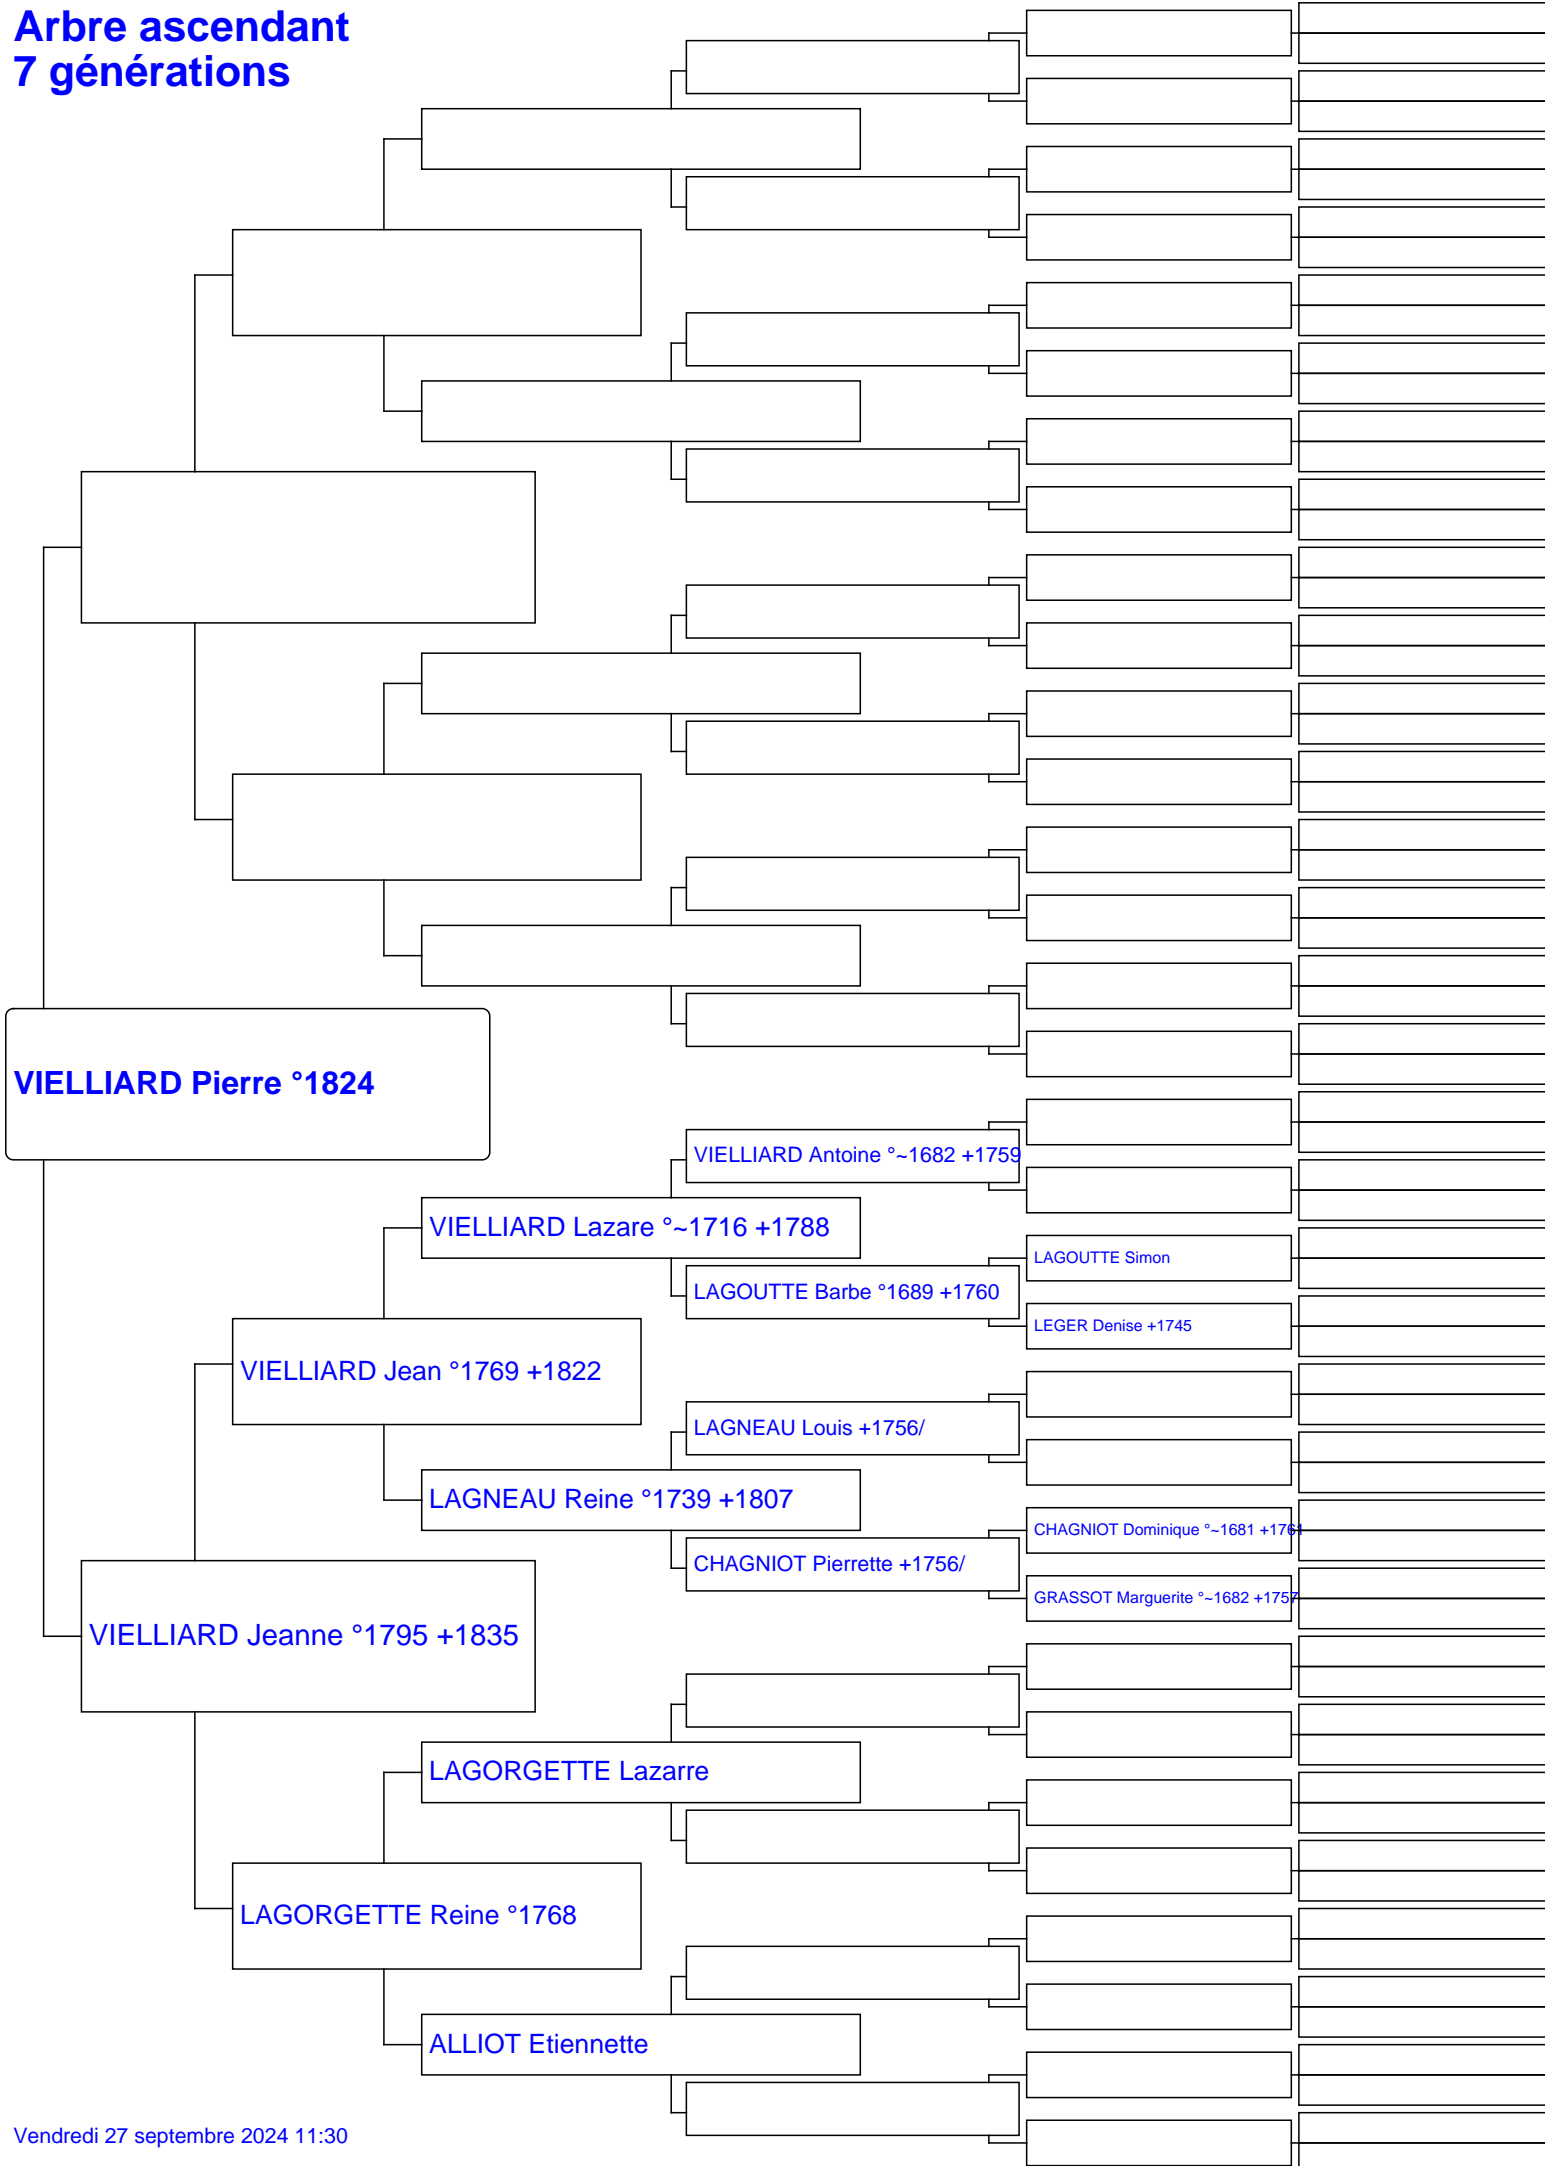 Arbre ascendant
7 générations
VIELLIARD Pierre °1824
VIELLIARD Antoine °~1682 +1759
VIELLIARD Lazare °~1716 +1788
LAGOUTTE Simon
LAGOUTTE Barbe °1689 +1760
LEGER Denise +1745
VIELLIARD Jean °1769 +1822
LAGNEAU Louis +1756/
LAGNEAU Reine °1739 +1807
CHAGNIOT Dominique °~1681 +1761
CHAGNIOT Pierrette +1756/
GRASSOT Marguerite °~1682 +1757
VIELLIARD Jeanne °1795 +1835
LAGORGETTE Lazarre
LAGORGETTE Reine °1768
ALLIOT Etiennette
Vendredi 27 septembre 2024 11:30